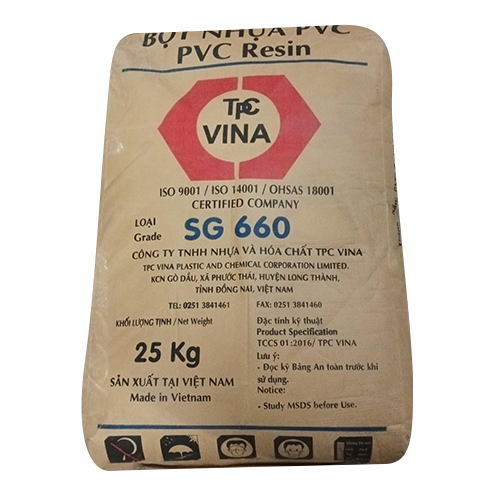 BỘT NHỰA PVC
PVC Resin
TPC
VINA
ISO 9001 / ISO 14001 / OHSAS 18001
CERTIFIED COMPANY
LOẠI
Grade
SG 660
CÔNG TY TNHH NHỰA VÀ HÓA CHẤT TPC VINA
TPC VINA PLASTIC AND CHEMICAL CORPORATION LIMITED.
KCN GÒ DẦU, XÃ PHƯỚC THÁI, HUYỆN LONG THÀNH,
TỈNH ĐỒNG NAI, VIỆT NAM
TEL: 0251 3841461 FAX: 0251 3841460
KHỐI LƯỢNG TỊNH / Net Weight
25 Kg
SẢN XUẤT TẠI VIỆT NAM
Made in Vietnam
Đặc tính kỹ thuật
Product Specification
TCCS 01:2016/ TPC VINA
Lưu ý:
- Đọc kỹ Bảng An toàn trước khi
sử dụng.
Notice:
- Study MSDS before Use.